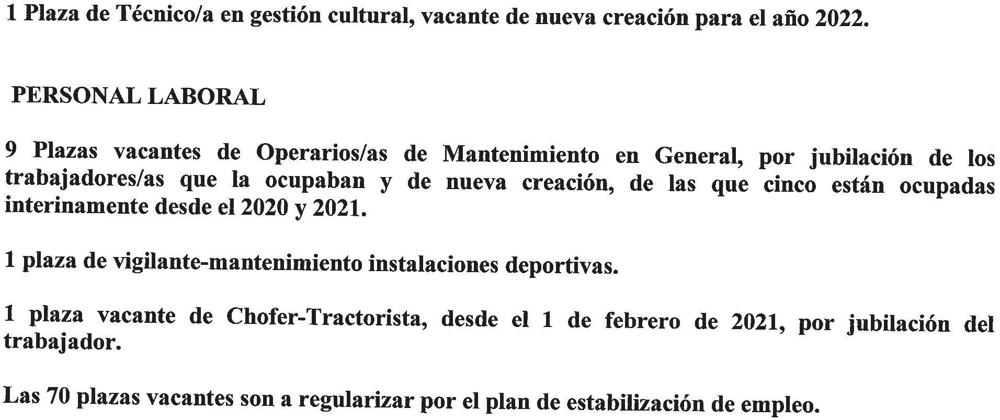 1 Plaza de Técnico/a en gestión cultural, vacante de nueva creación para el año 2022.
PERSONAL LABORAL
9 Plazas vacantes de Operarios/as de Mantenimiento en General, por jubilación de los
trabajadores/as que la ocupaban y de nueva creación, de las que cinco están ocupadas
interinamente desde el 2020 y 2021.
1 plaza de vigilante-mantenimiento instalaciones deportivas.
1 plaza vacante de Chofer-Tractorista, desde el 1 de febrero de 2021, por jubilación del
trabajador.
Las 70 plazas vacantes son a regularizar por el plan de estabilización de empleo.